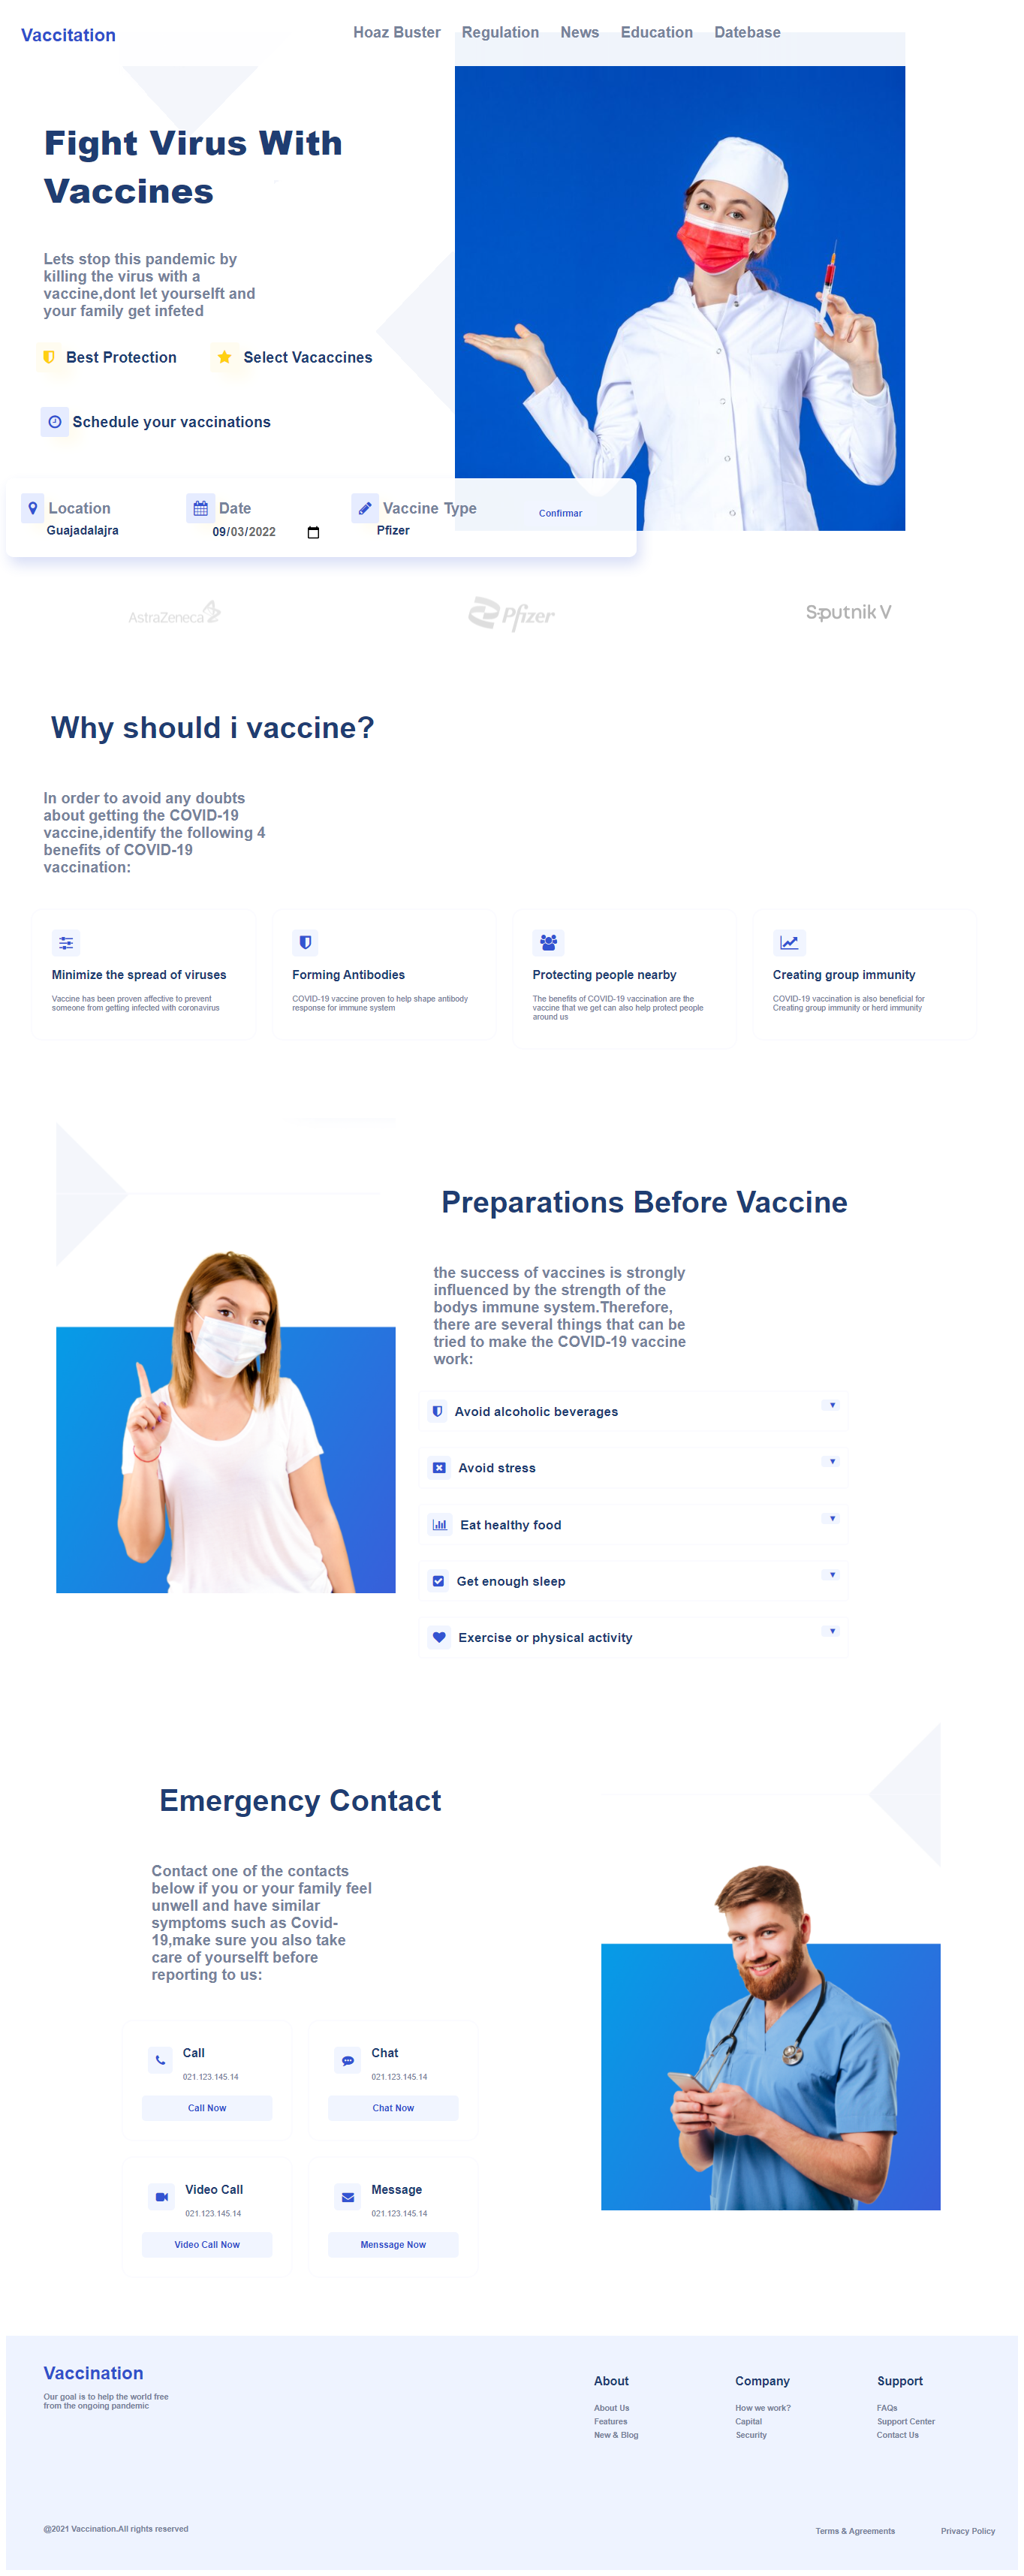 Vaccitation
Hoaz Buster Regulation News Education Datebase
Fight Virus With
Vaccines
Lets stop this pandemic by
killing the virus with a
vaccine,dont let yourselft and
your family get infeted
Best Protection
Select Vacaccines
Schedule your vaccinations
Location
Guajadalajra
Date
09/03/2022
Vaccine Type
Pfizer
Confirmar
AstraZeneca
Pfizer
Sputnik V
Why should i vaccine?
In order to avoid any doubts
about getting the COVID-19
vaccine,identify the following 4
benefits of COVID-19
vaccination:
Minimize the spread of viruses
Vaccine has been proven affective to prevent
someone from getting infected with coronavirus
Forming Antibodies
COVID-19 vaccine proven to help shape antibody
response for immune system
Protecting people nearby
The benefits of COVID-19 vaccination are the
vaccine that we get can also help protect people
around us
Creating group immunity
COVID-19 vaccination is also beneficial for
Creating group immunity or herd immunity
Preparations Before Vaccine
the success of vaccines is strongly
influenced by the strength of the
bodys immune system.Therefore,
there are several things that can be
tried to make the COVID-19 vaccine
work:
Avoid alcoholic beverages
Avoid stress
Eat healthy food
Get enough sleep
Exercise or physical activity
Emergency Contact
Contact one of the contacts
below if you or your family feel
unwell and have similar
symptoms such as Covid-
19,make sure you also take
care of yourselft before
reporting to us:
Call
021.123.145.14
Call Now
Chat
021.123.145.14
Chat Now
Video Call
021.123.145.14
Video Call Now
Message
021.123.145.14
Menssage Now
Vaccination
Our goal is to help the world free
from the ongoing pandemic
About
About Us
Features
New & Blog
Company
How we work?
Capital
Security
Support
FAQs
Support Center
Contact Us
@2021 Vaccination.All rights reserved
Terms & Agreements
Privacy Policy